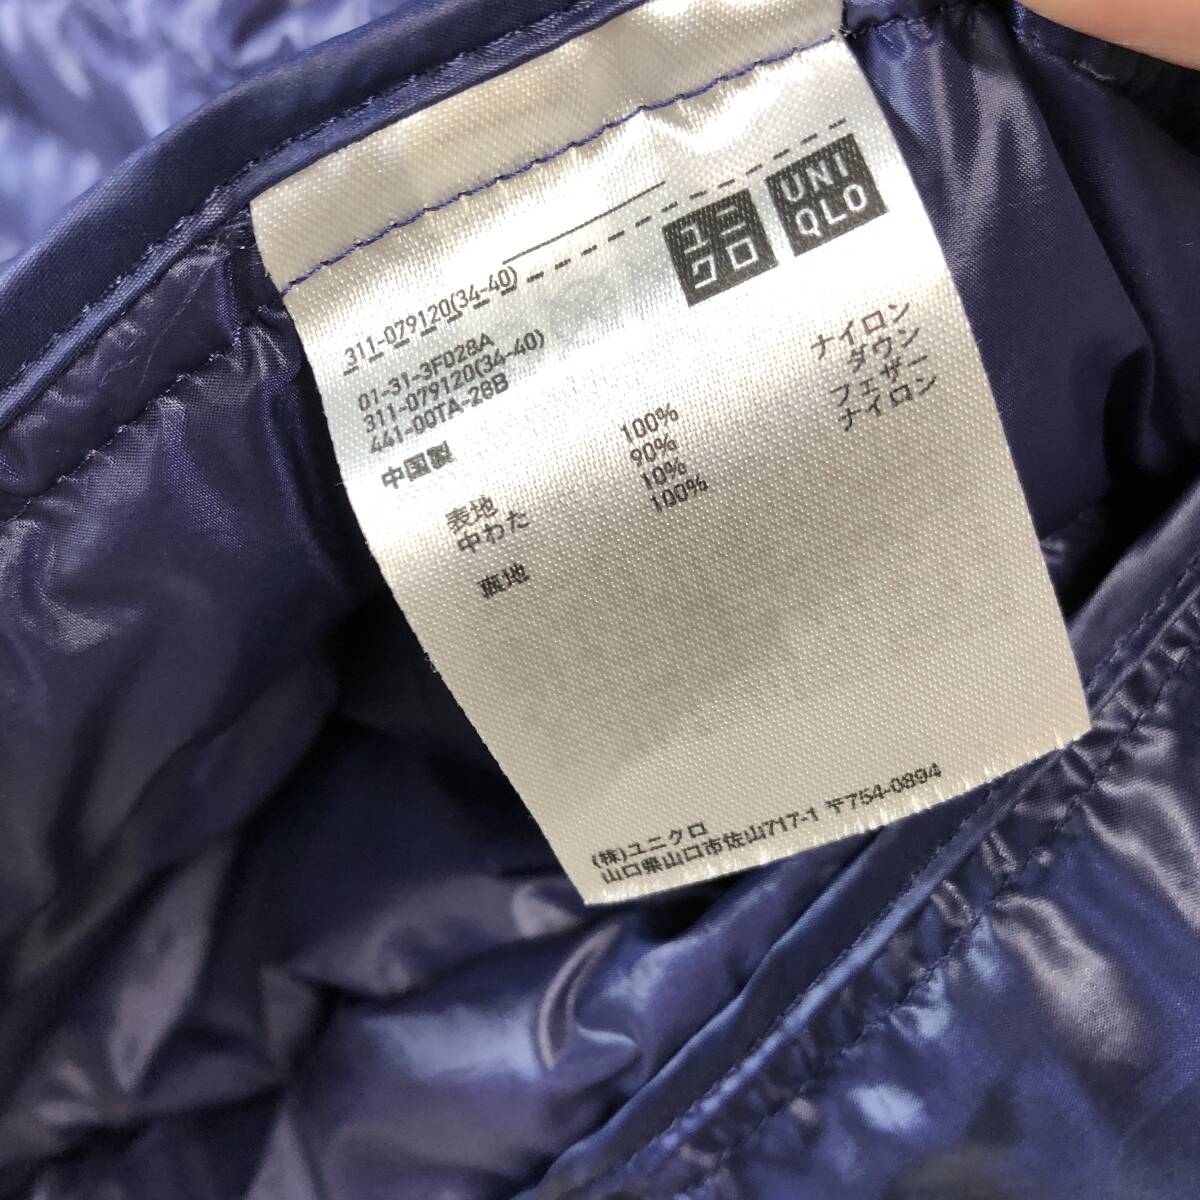 ユニ
クロ
UNI
QLO
311-079120(34-40)
01-31-3F028A
311-079120(34-40)
441-00TA-28B
中国製
表地 100% ナイロン
中わた 90% ダウン
10% フェザー
裏地 100% ナイロン
(株)ユニクロ
山口県山口市佐山717-1 〒754-0894